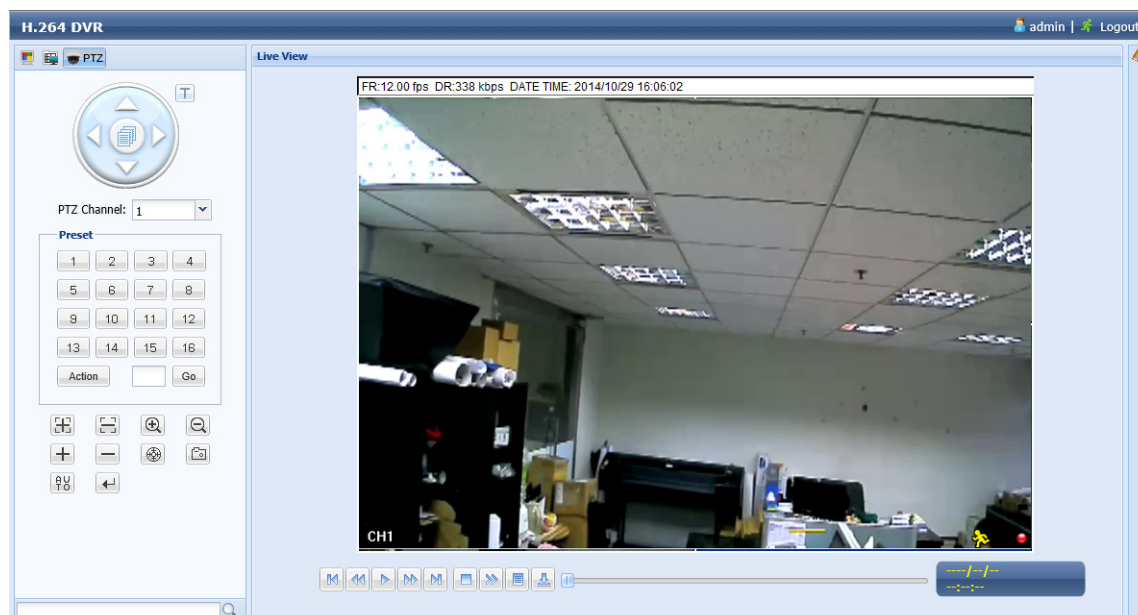 H.264 DVR
admin | Logout
PTZ
Live View
FR:12.00 fps DR:338 kbps DATE TIME: 2014/10/29 16:06:02
T
PTZ Channel: 1
Preset
1 2 3 4
5 6 7 8
9 10 11 12
13 14 15 16
Action Go
AUTO
CH1
----/--/--
--:--:--